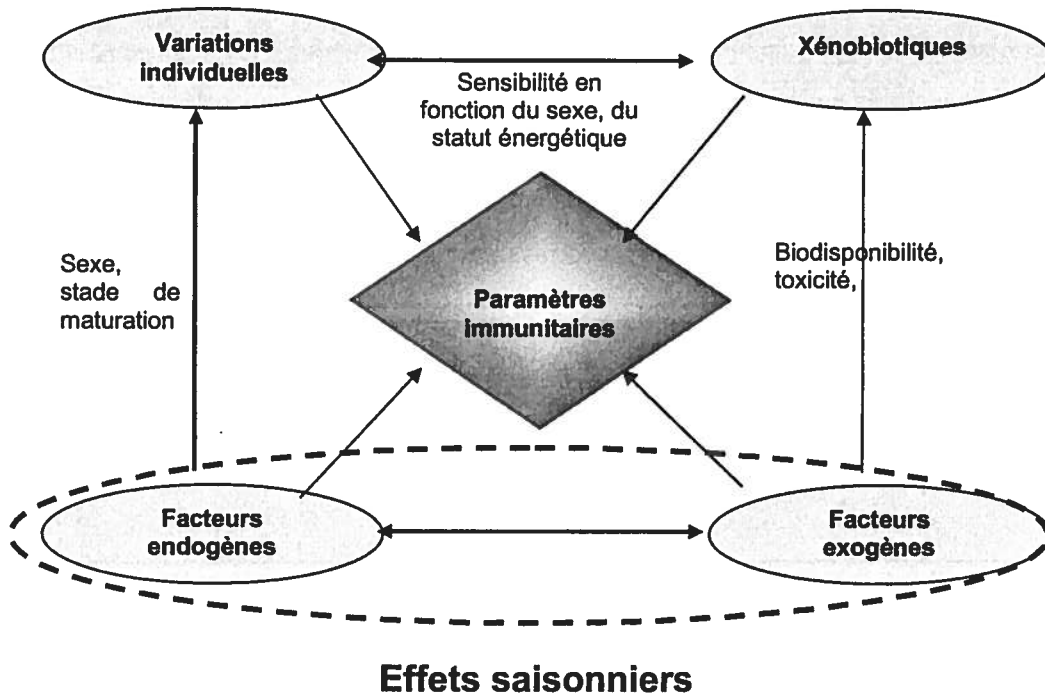 Variations
individuelles
Xénobiotiques
Sensibilité en
fonction du sexe, du
statut énergétique
Sexe,
stade de
maturation
Biodisponibilité,
toxicité,
Paramètres
immunitaires
Facteurs
endogènes
Facteurs
exogènes
Effets saisonniers